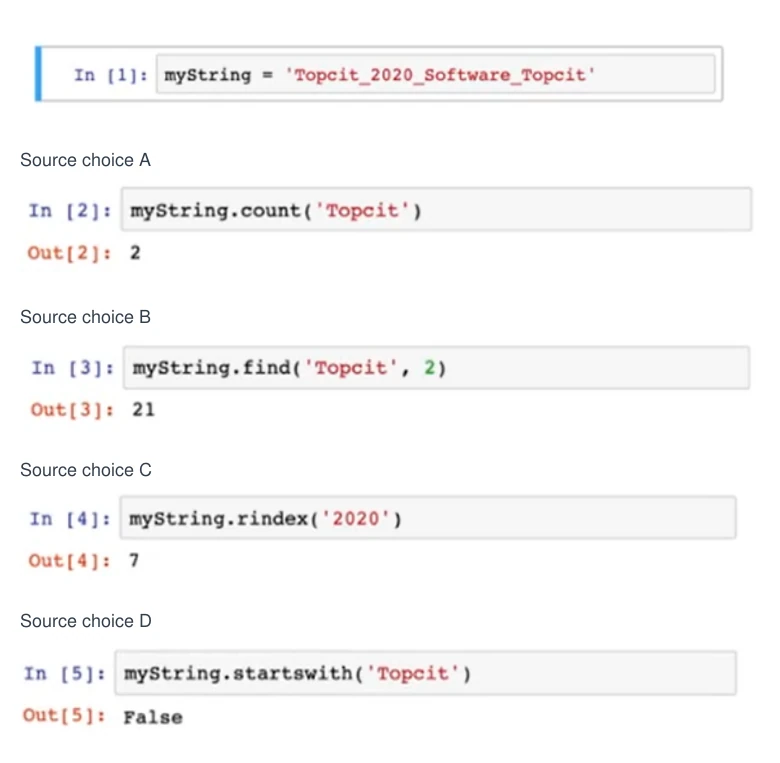 In [1]: myString = 'Topcit_2020_Software_Topcit'
Source choice A
In [2]: myString.count('Topcit')
Out[2]: 2
Source choice B
In [3]: myString.find('Topcit', 2)
Out[3]: 21
Source choice C
In [4]: myString.rindex('2020')
Out[4]: 7
Source choice D
In [5]: myString.startswith('Topcit')
Out[5]: False